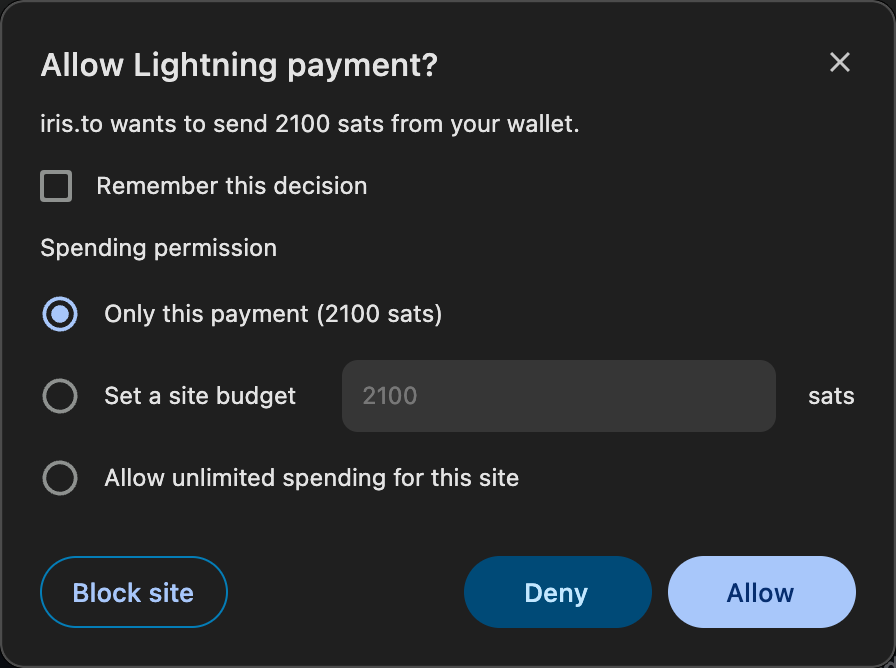 Allow Lightning payment?
iris.to wants to send 2100 sats from your wallet.
Remember this decision
Spending permission
Only this payment (2100 sats)
Set a site budget 2100 sats
Allow unlimited spending for this site
Block site Deny Allow